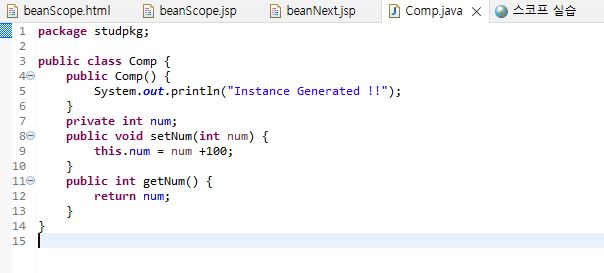 beanScope.html beanScope.jsp beanNext.jsp Comp.java 스코프 실습
1 package studpkg;
2
3 public class Comp {
4 public Comp() {
5 System.out.println("Instance Generated !!");
6 }
7 private int num;
8 public void setNum(int num) {
9 this.num = num +100;
10 }
11 public int getNum() {
12 return num;
13 }
14 }
15